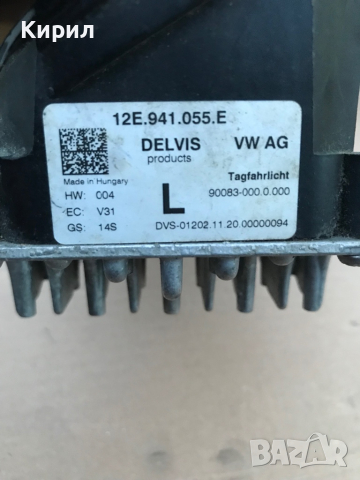 Кирил
Кирил
12E.941.055.E
DELVIS VW AG
products
Tagfahrlicht
Made in Hungary
90083-000.0.000
HW: 004
L
EC: V31
GS: 14S
DVS-01202.11.20.00000094
BAZAR